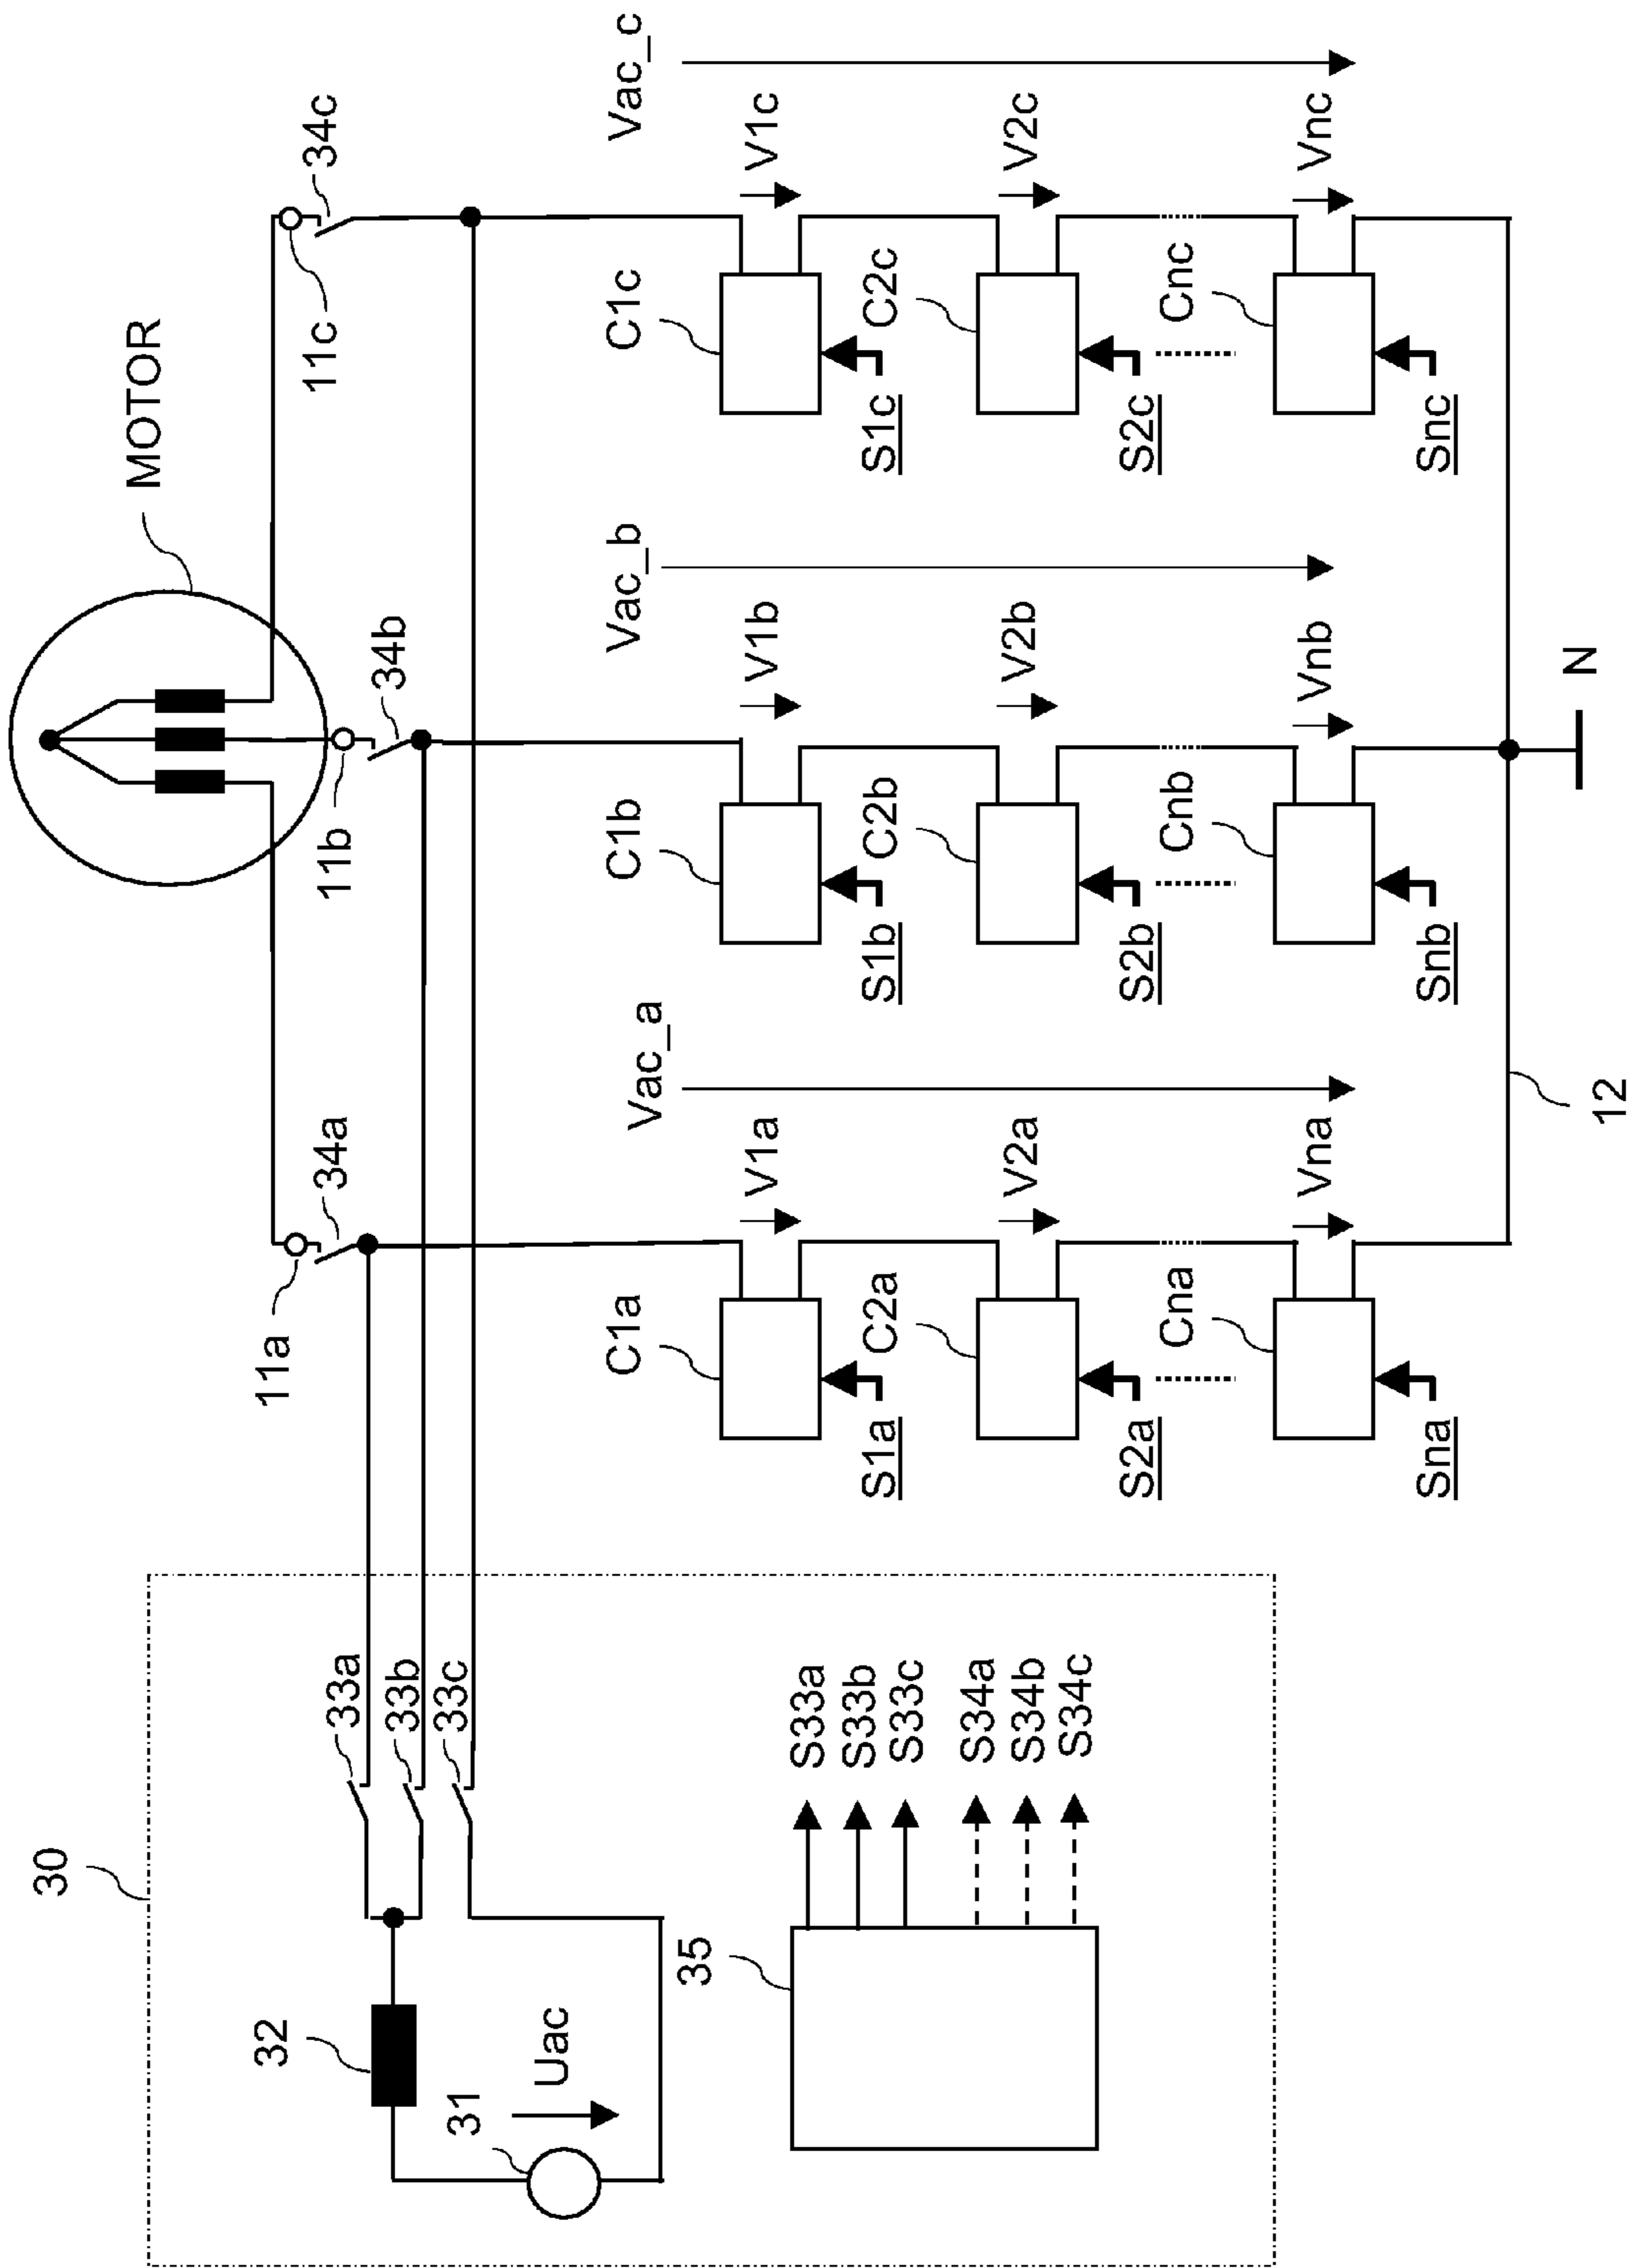 MOTOR
34c
11c
34b
11b
34a
11a
Vac_a
Vac_b
Vac_c
C1a
V1a
C1b
V1b
C1c
V1c
S1a
S1b
S1c
C2a
V2a
C2b
V2b
C2c
V2c
S2a
S2b
S2c
Cna
Vna
Cnb
Vnb
Cnc
Vnc
Sna
Snb
Snc
12
N
30
33a
33b
33c
32
31
Uac
35
S33a
S33b
S33c
S34a
S34b
S34c